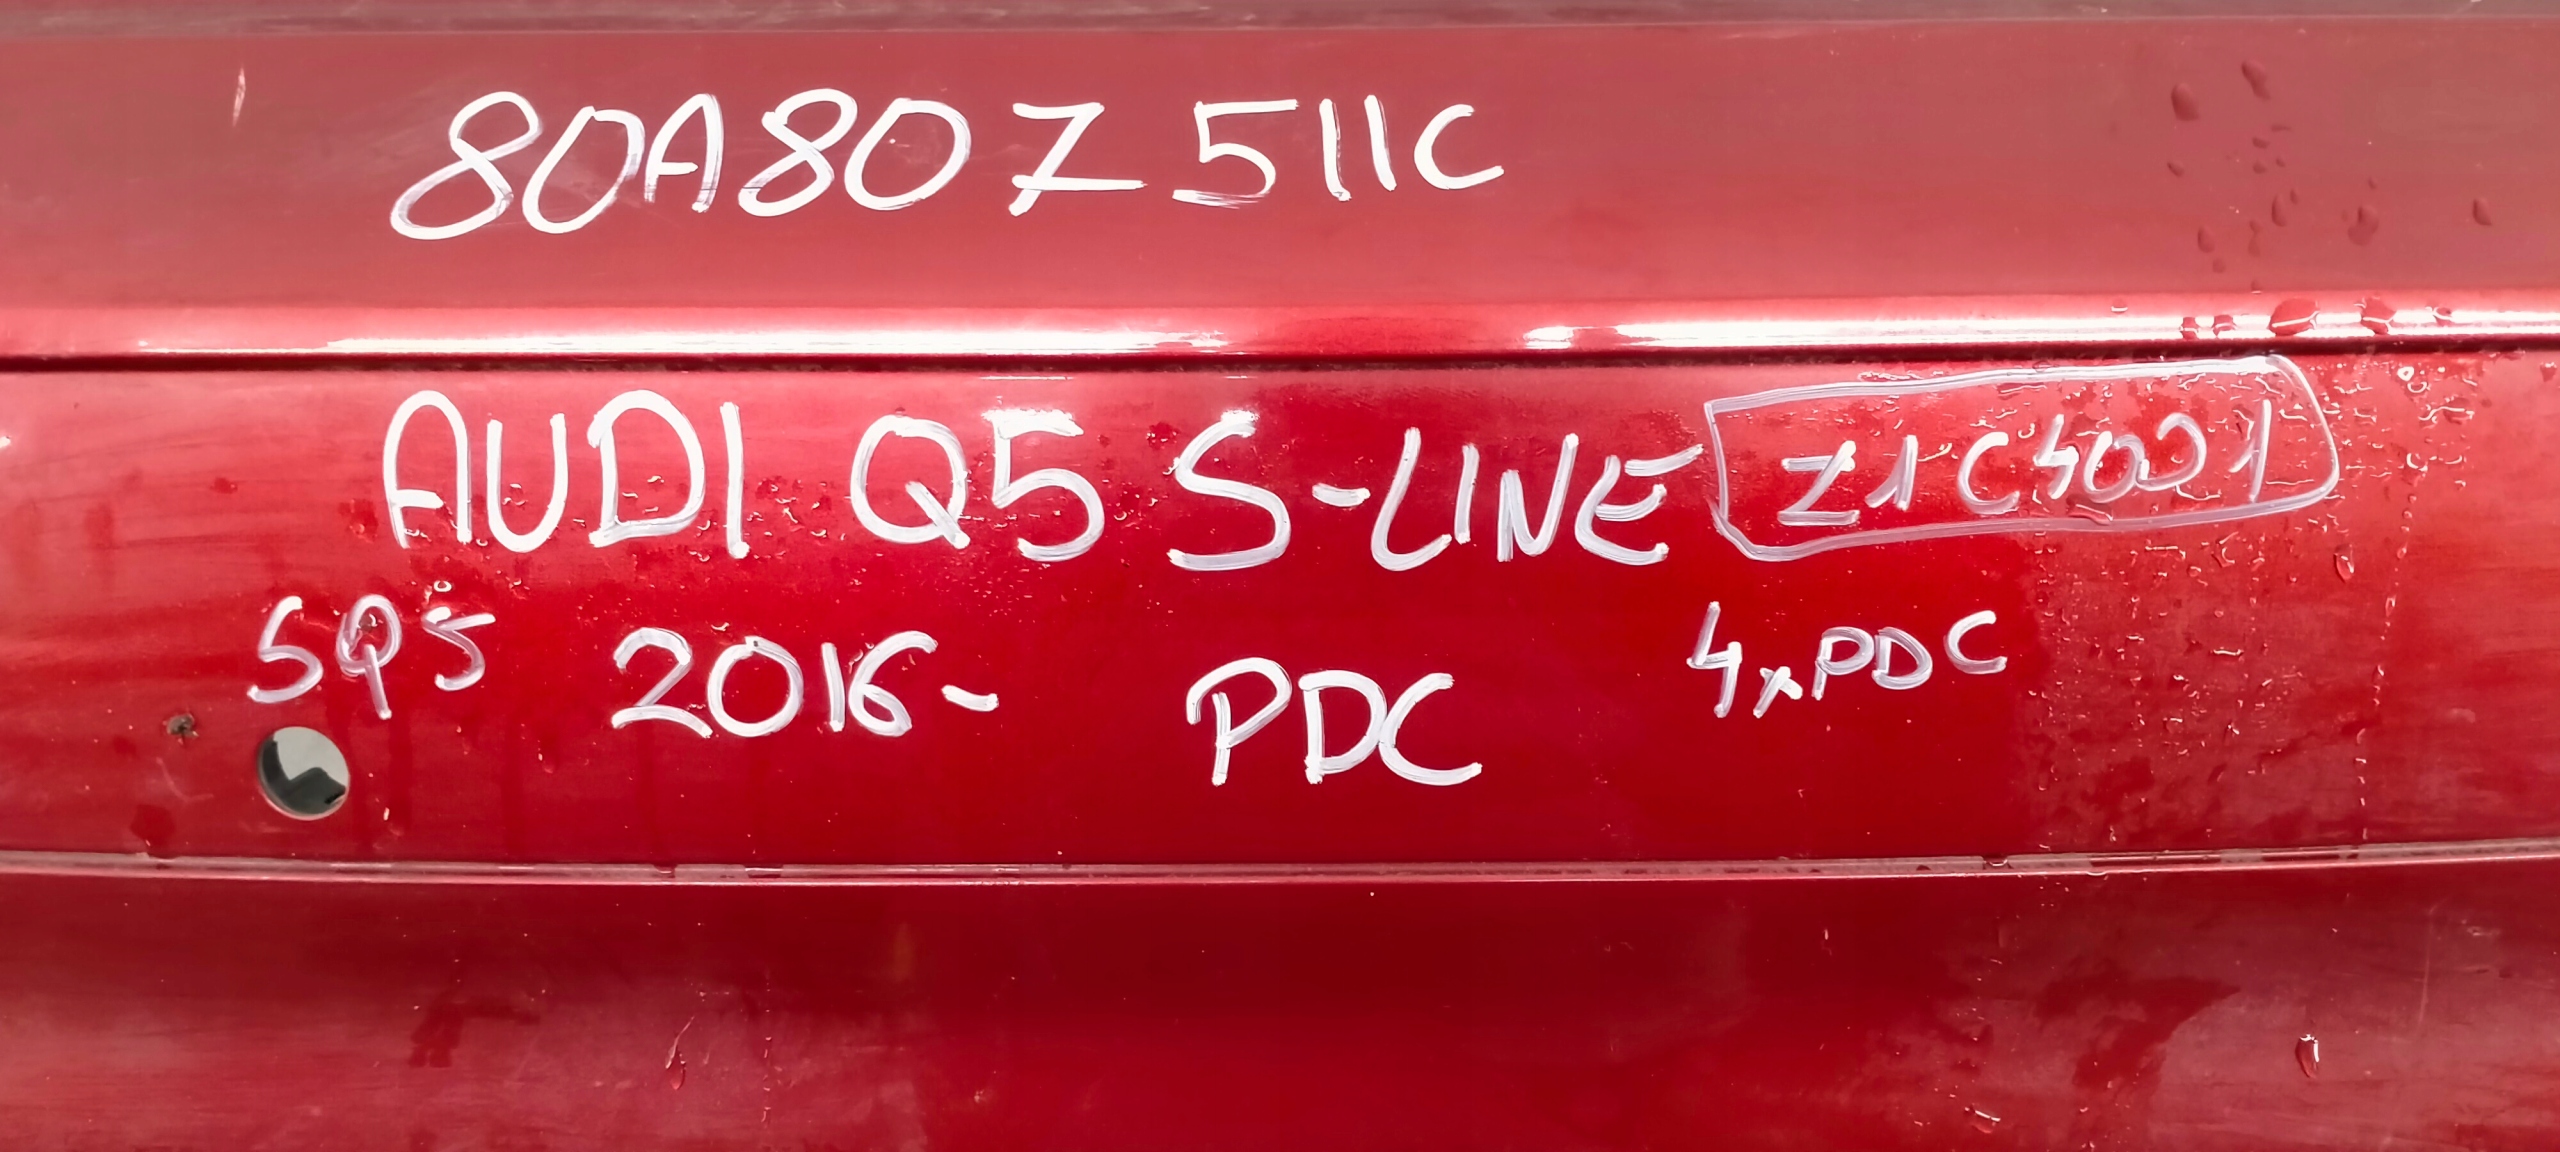 80A807511C
AUDI Q5 S-LINE Z1C4001
SQ5 2016- PDC 4xPDC